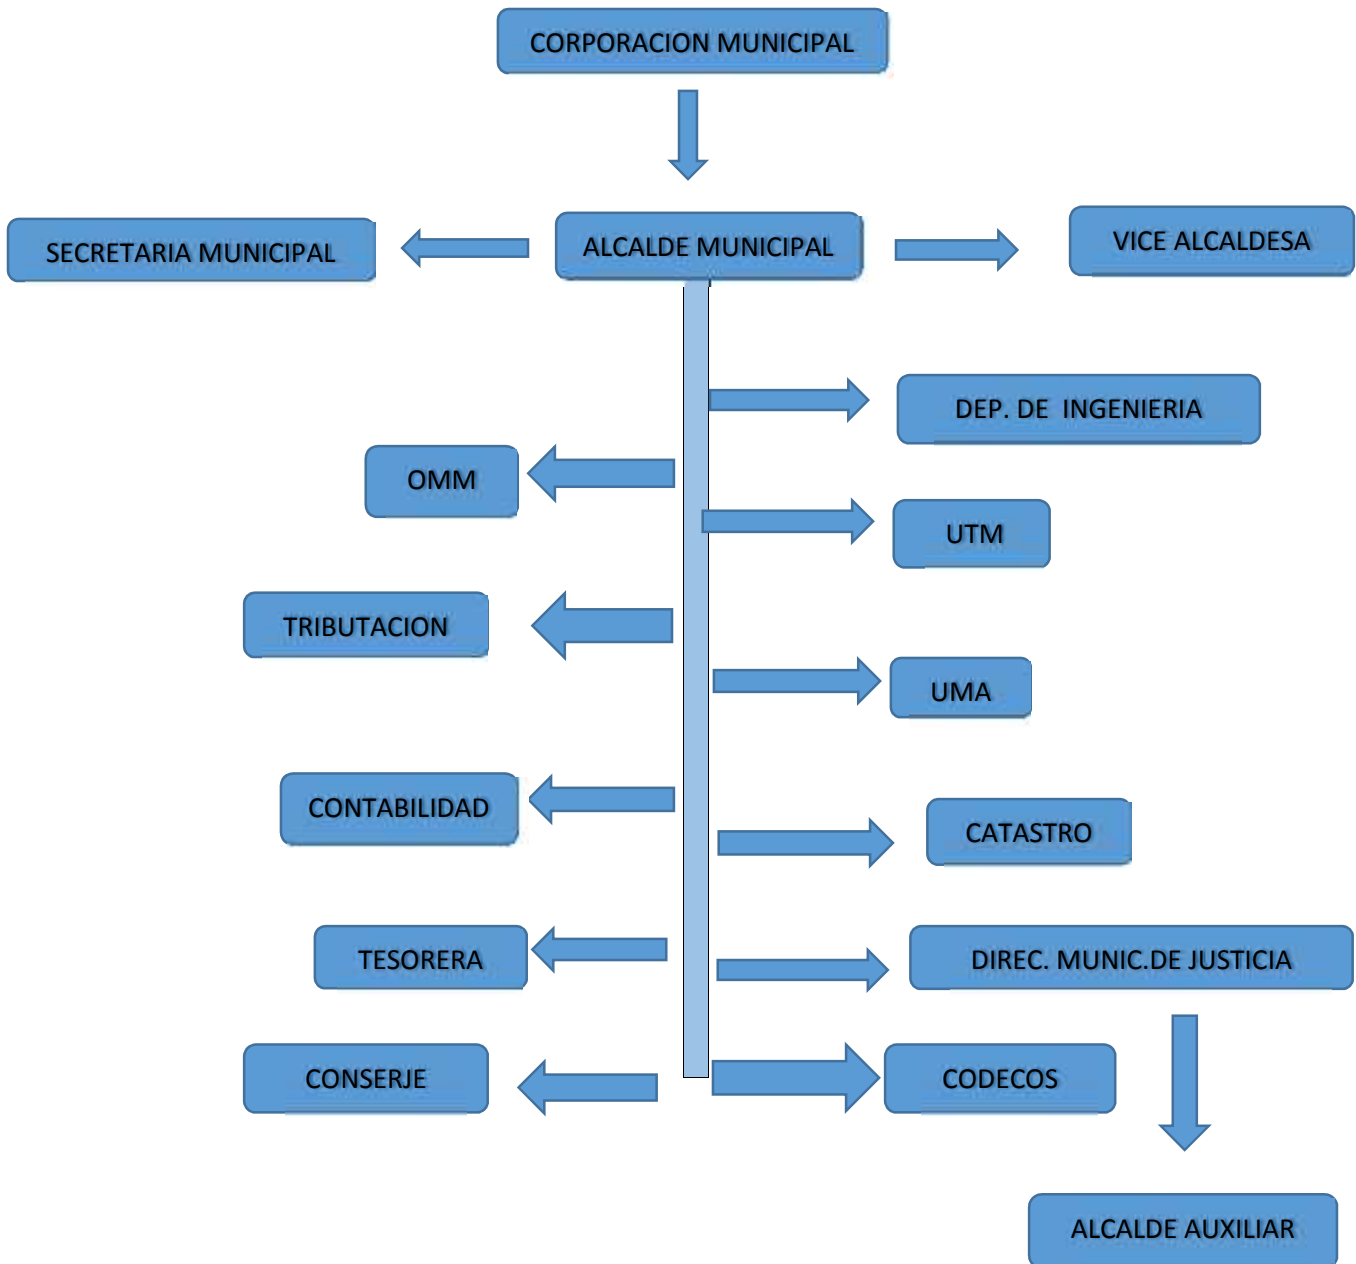 CORPORACION MUNICIPAL
SECRETARIA MUNICIPAL
ALCALDE MUNICIPAL
VICE ALCALDESA
DEP. DE INGENIERIA
OMM
UTM
TRIBUTACION
UMA
CONTABILIDAD
CATASTRO
TESORERA
DIREC. MUNIC.DE JUSTICIA
CONSERJE
CODECOS
ALCALDE AUXILIAR